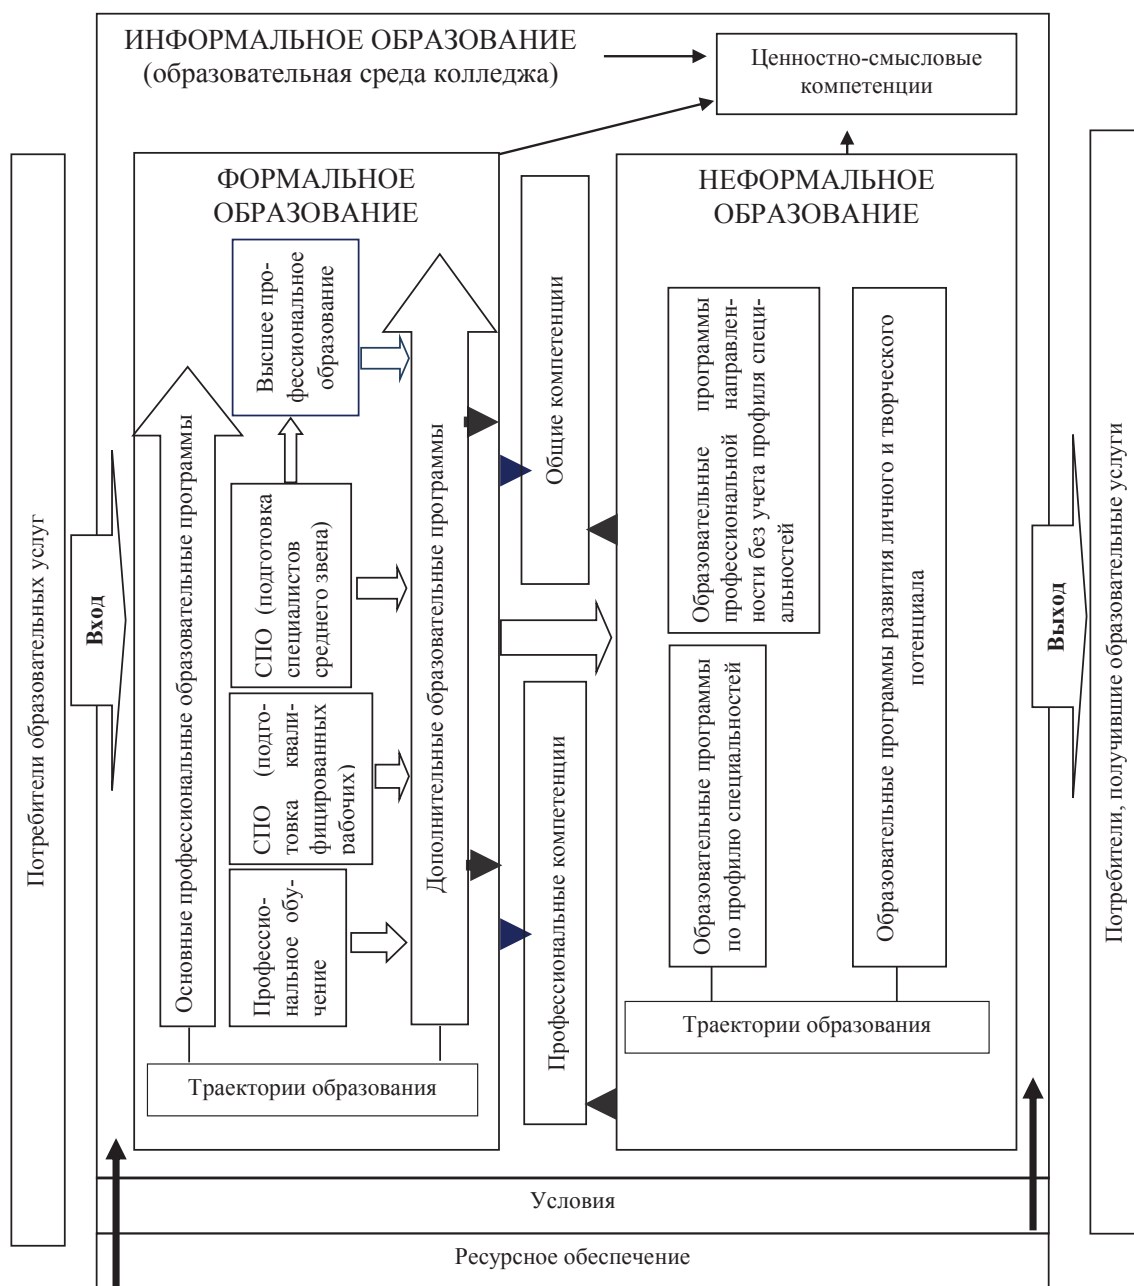 ИНФОРМАЛЬНОЕ ОБРАЗОВАНИЕ
(образовательная среда колледжа)
Ценностно-смысловые
компетенции
Потребители образовательных услуг
Вход
ФОРМАЛЬНОЕ
ОБРАЗОВАНИЕ
Основные профессиональные образовательные программы
Высшее про-
фессиональное
образование
СПО (подготовка
специалистов
среднего звена)
СПО (подго-
товка квали-
фицированных
рабочих)
Профессио-
нальное обу-
чение
Дополнительные образовательные программы
Траектории образования
Общие компетенции
Профессиональные компетенции
НЕФОРМАЛЬНОЕ
ОБРАЗОВАНИЕ
Образовательные программы
профессиональной направлен-
ности без учета профиля специ-
альностей
Образовательные программы
по профилю специальностей
Образовательные программы развития личного и творческого
потенциала
Траектории образования
Выход
Потребители, получившие образовательные услуги
Условия
Ресурсное обеспечение